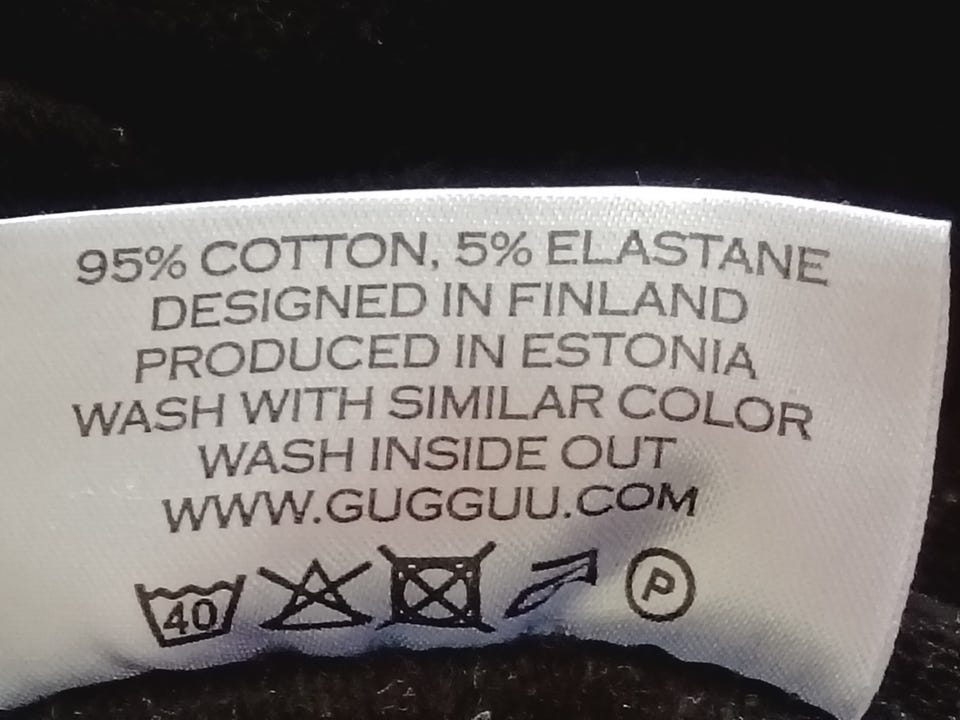 95% COTTON, 5% ELASTANE
DESIGNED IN FINLAND
PRODUCED IN ESTONIA
WASH WITH SIMILAR COLOR
WASH INSIDE OUT
WWW.GUGGUU.COM
40 P